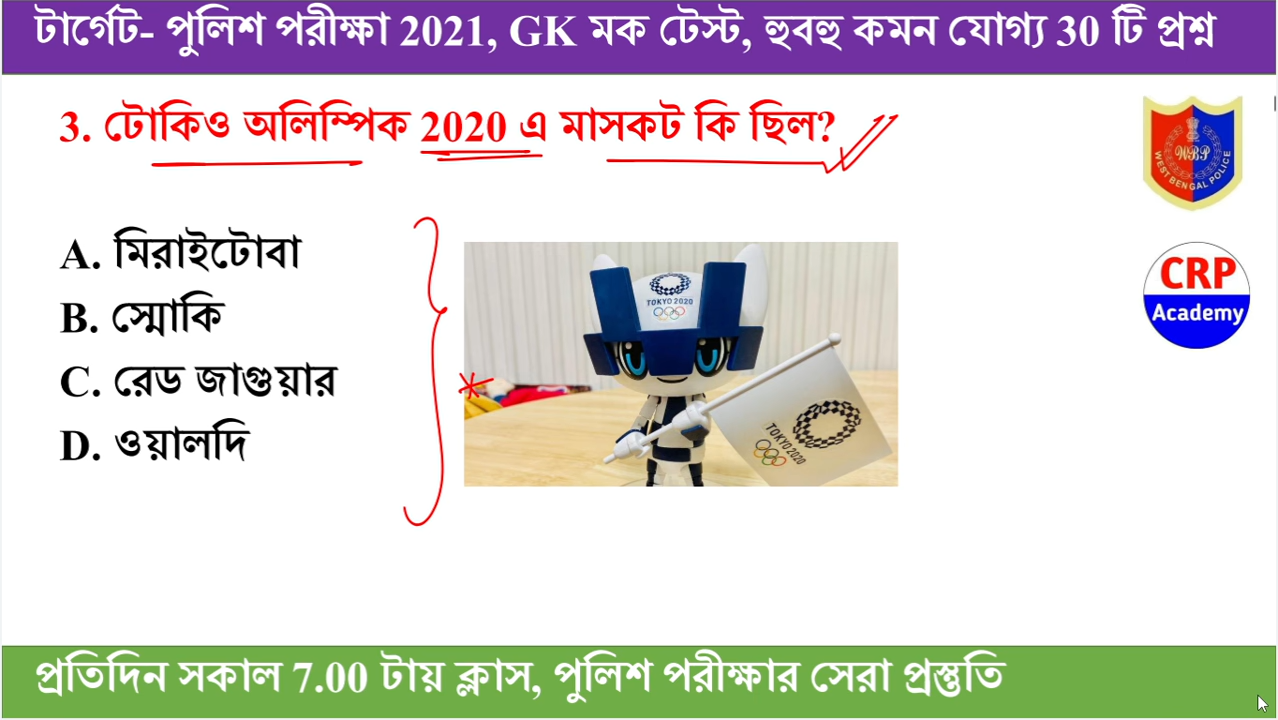 টার্গেট- পুলিশ পরীক্ষা 2021, GK মক টেস্ট, হুবহু কমন যোগ্য 30 টি প্রশ্ন
3. টোকিও অলিম্পিক 2020 এ মাসকট কি ছিল?
A. মিরাইটোবা
B. স্মোকি
C. রেড জাগুয়ার
D. ওয়ালদি
TOKYO 2020
TOKYO 2020
WBP
WEST BENGAL POLICE
CRP
Academy
প্রতিদিন সকাল 7.00 টায় ক্লাস, পুলিশ পরীক্ষার সেরা প্রস্তুতি